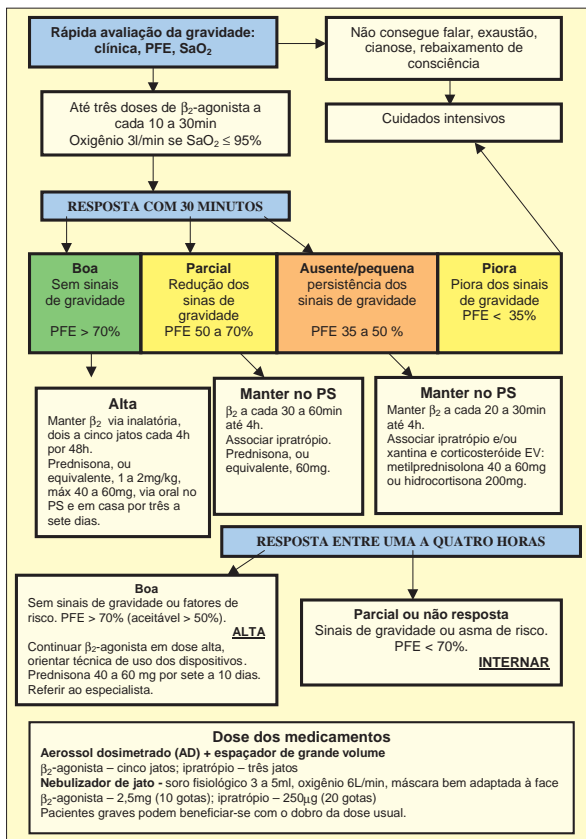 Rápida avaliação da gravidade:
clínica, PFE, SaO₂
Não consegue falar, exaustão,
cianose, rebaixamento de
consciência
Até três doses de β₂-agonista a
cada 10 a 30min
Oxigênio 3l/min se SaO₂ ≤ 95%
Cuidados intensivos
RESPOSTA COM 30 MINUTOS
Boa
Sem sinais
de gravidade
PFE > 70%
Parcial
Redução dos
sinas de
gravidade
PFE 50 a 70%
Ausente/pequena
persistência dos
sinais de gravidade
PFE 35 a 50 %
Piora
Piora dos sinais
de gravidade
PFE < 35%
Alta
Manter β₂ via inalatória,
dois a cinco jatos cada 4h
por 48h.
Prednisona, ou
equivalente, 1 a 2mg/kg,
máx 40 a 60mg, via oral no
PS e em casa por três a
sete dias.
Manter no PS
β₂ a cada 30 a 60min
até 4h.
Associar ipratrópio.
Prednisona, ou
equivalente, 60mg.
Manter no PS
Manter β₂ a cada 20 a 30min
até 4h.
Associar ipratrópio e/ou
xantina e corticosteróide EV:
metilprednisolona 40 a 60mg
ou hidrocortisona 200mg.
RESPOSTA ENTRE UMA A QUATRO HORAS
Boa
Sem sinais de gravidade ou fatores de
risco. PFE > 70% (aceitável > 50%).
ALTA
Continuar β₂-agonista em dose alta,
orientar técnica de uso dos dispositivos.
Prednisona 40 a 60 mg por sete a 10 dias.
Referir ao especialista.
Parcial ou não resposta
Sinais de gravidade ou asma de risco.
PFE < 70%.
INTERNAR
Dose dos medicamentos
Aerossol dosimetrado (AD) + espaçador de grande volume
β₂-agonista – cinco jatos; ipratrópio – três jatos
Nebulizador de jato - soro fisiológico 3 a 5ml, oxigênio 6L/min, máscara bem adaptada à face
β₂-agonista – 2,5mg (10 gotas); ipratrópio – 250μg (20 gotas)
Pacientes graves podem beneficiar-se com o dobro da dose usual.